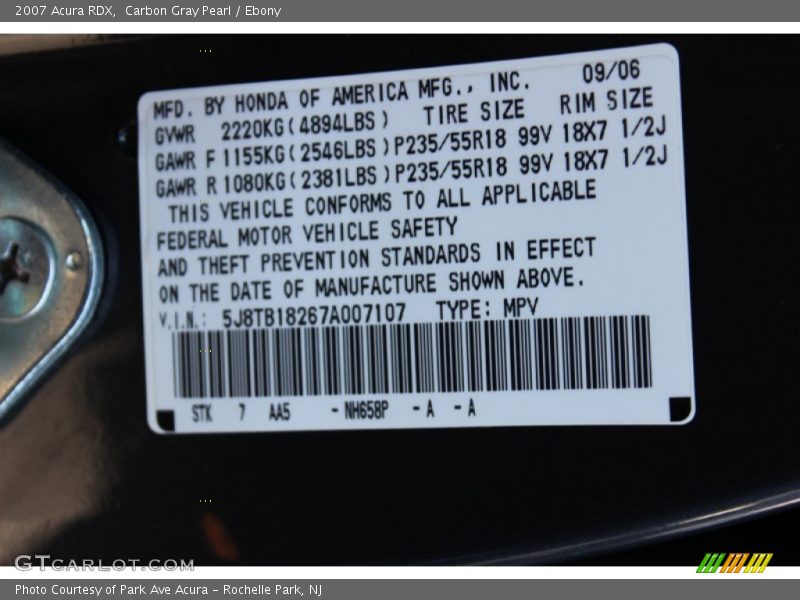 2007 Acura RDX, Carbon Gray Pearl / Ebony
MFD. BY HONDA OF AMERICA MFG., INC. 09/06
GVWR 2220KG(4894LBS) TIRE SIZE RIM SIZE
GAWR F 1155KG(2546LBS) P235/55R18 99V 18X7 1/2J
GAWR R 1080KG(2381LBS) P235/55R18 99V 18X7 1/2J
THIS VEHICLE CONFORMS TO ALL APPLICABLE
FEDERAL MOTOR VEHICLE SAFETY
AND THEFT PREVENTION STANDARDS IN EFFECT
ON THE DATE OF MANUFACTURE SHOWN ABOVE.
V.I.N.: 5J8TB18267A007107 TYPE: MPV
STK 7 AA5 - NH658P - A - A
GTCARLOT.COM
Photo Courtesy of Park Ave Acura - Rochelle Park, NJ